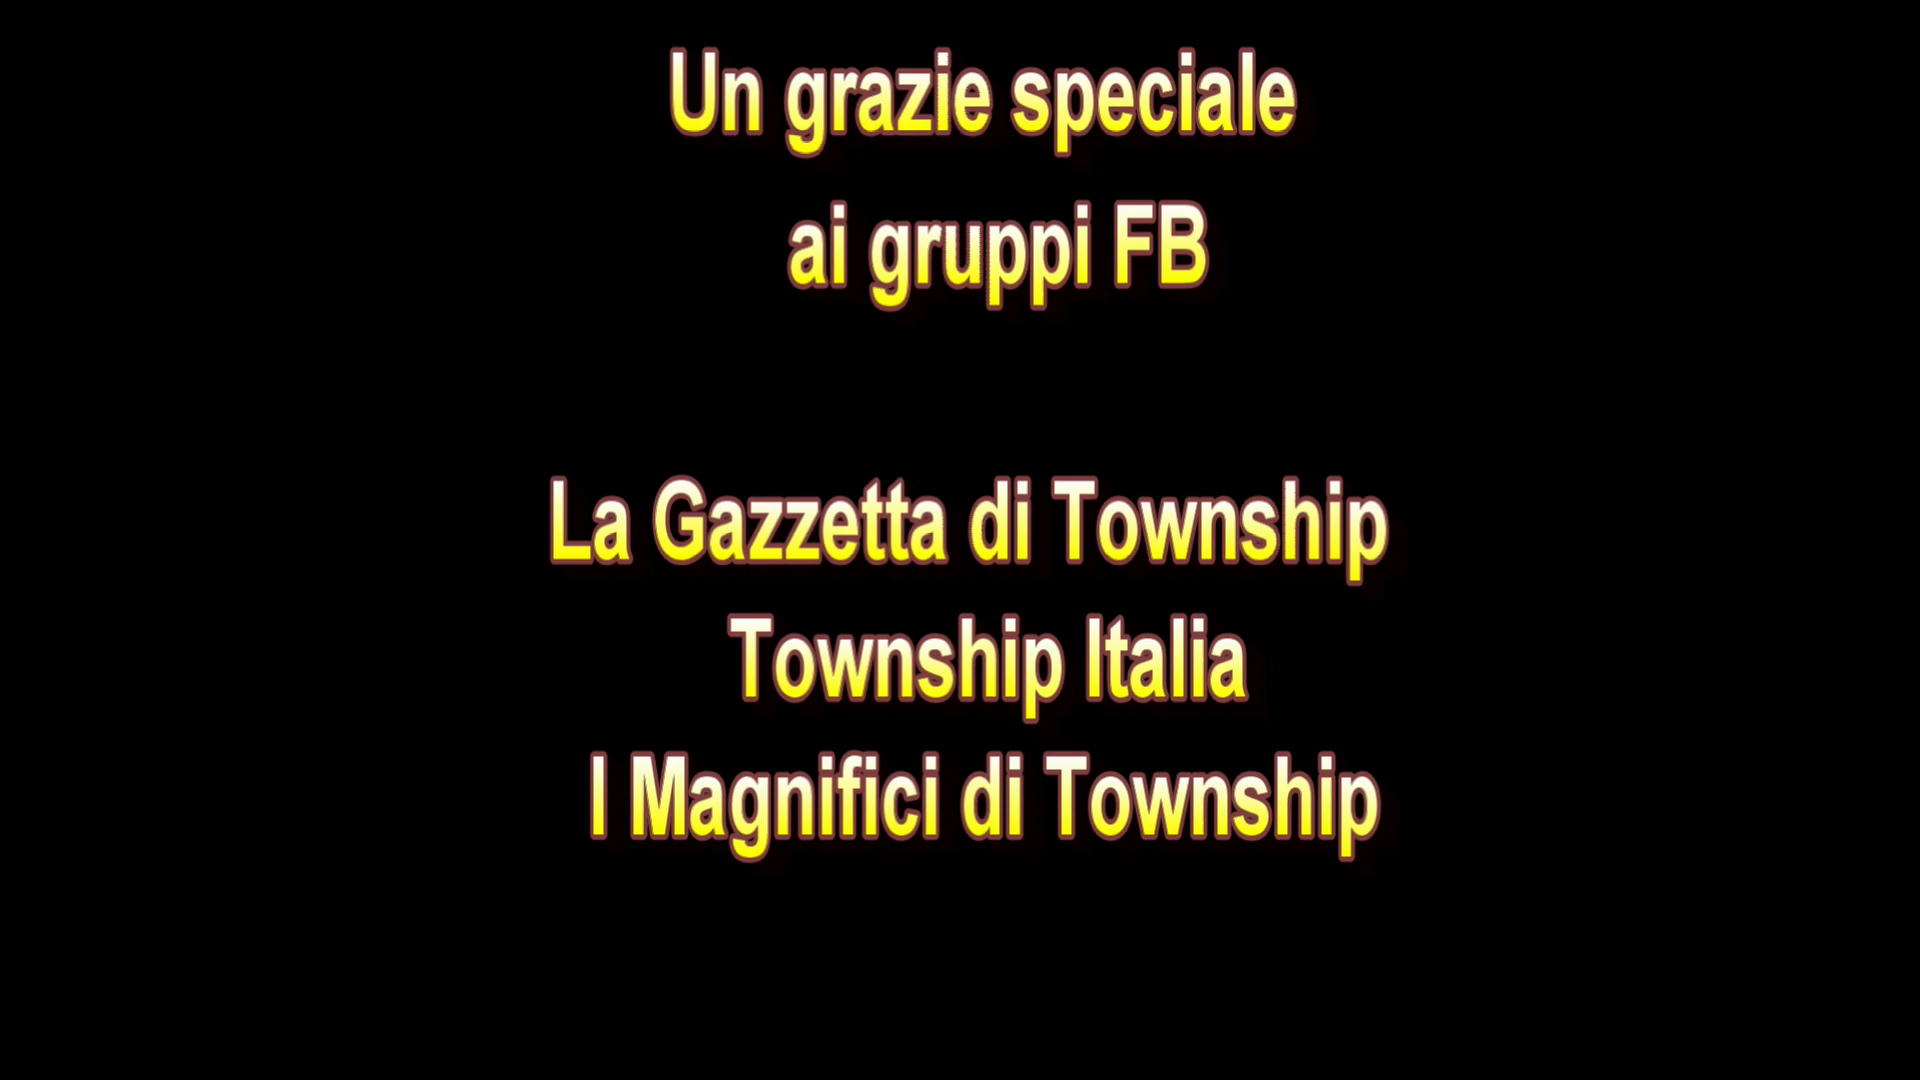 Un grazie speciale
ai gruppi FB
La Gazzetta di Township
Township Italia
I Magnifici di Township